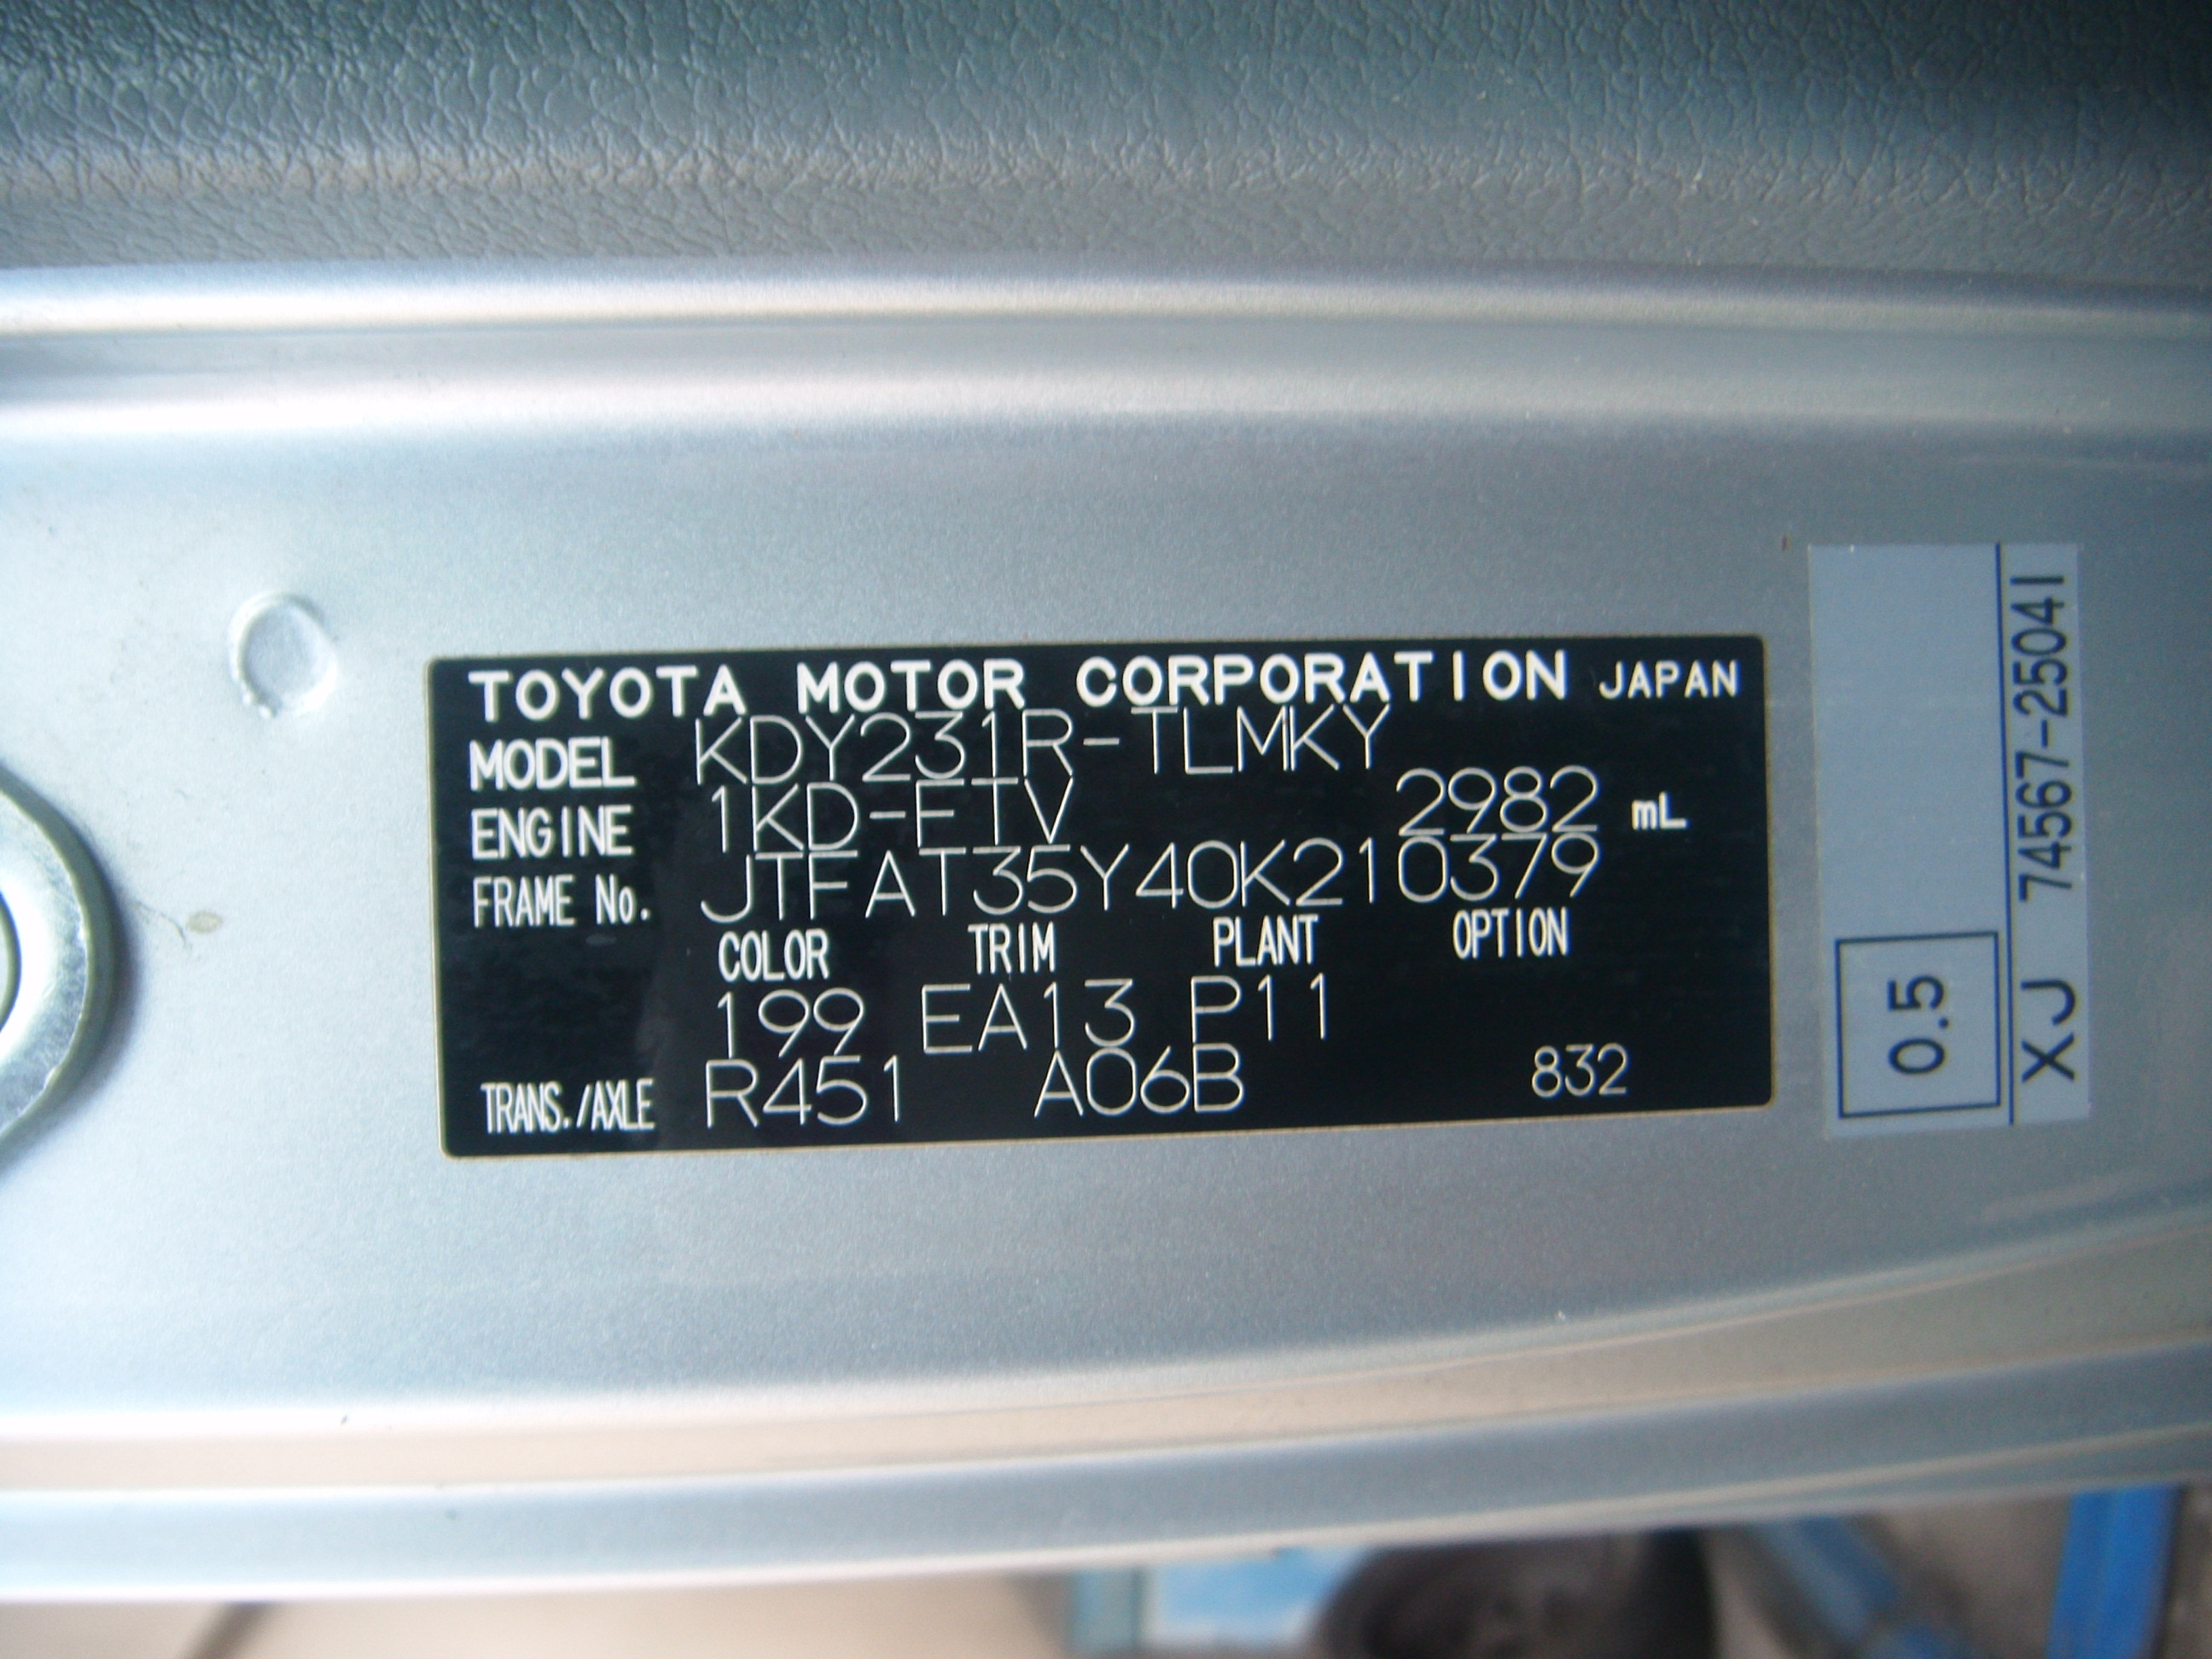 TOYOTA MOTOR CORPORATION JAPAN
MODEL KDY231R-TLMKY
ENGINE 1KD-FTV 2982 mL
FRAME No. JTFAT35Y40K210379
COLOR TRIM PLANT OPTION
199 EA13 P11
TRANS./AXLE R451 A06B 832
0.5
XJ 74567-25041